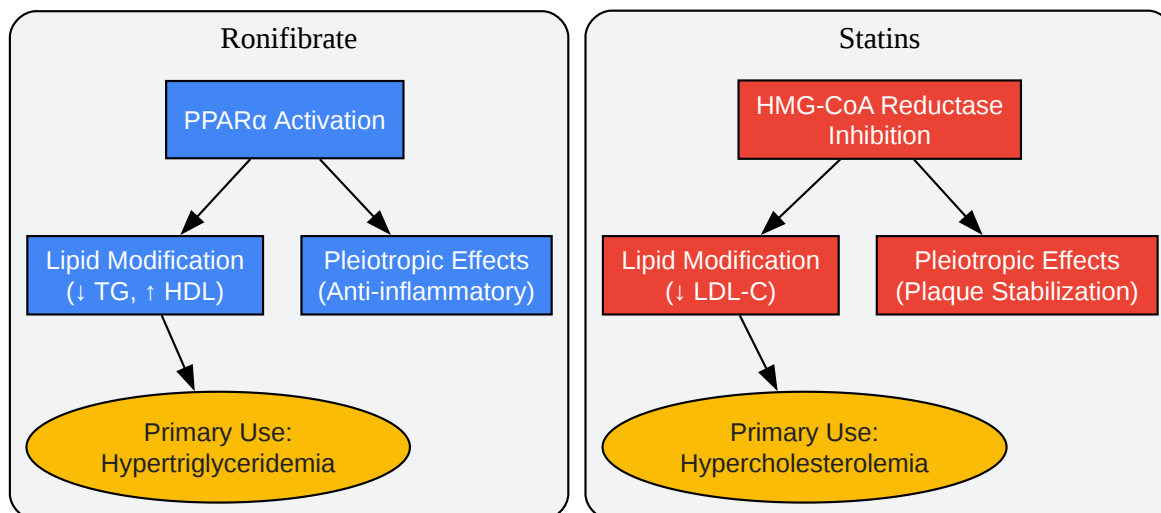 Ronifibrate
PPARα Activation
Lipid Modification
(↓ TG, ↑ HDL)
Pleiotropic Effects
(Anti-inflammatory)
Primary Use:
Hypertriglyceridemia
Statins
HMG-CoA Reductase
Inhibition
Lipid Modification
(↓ LDL-C)
Pleiotropic Effects
(Plaque Stabilization)
Primary Use:
Hypercholesterolemia